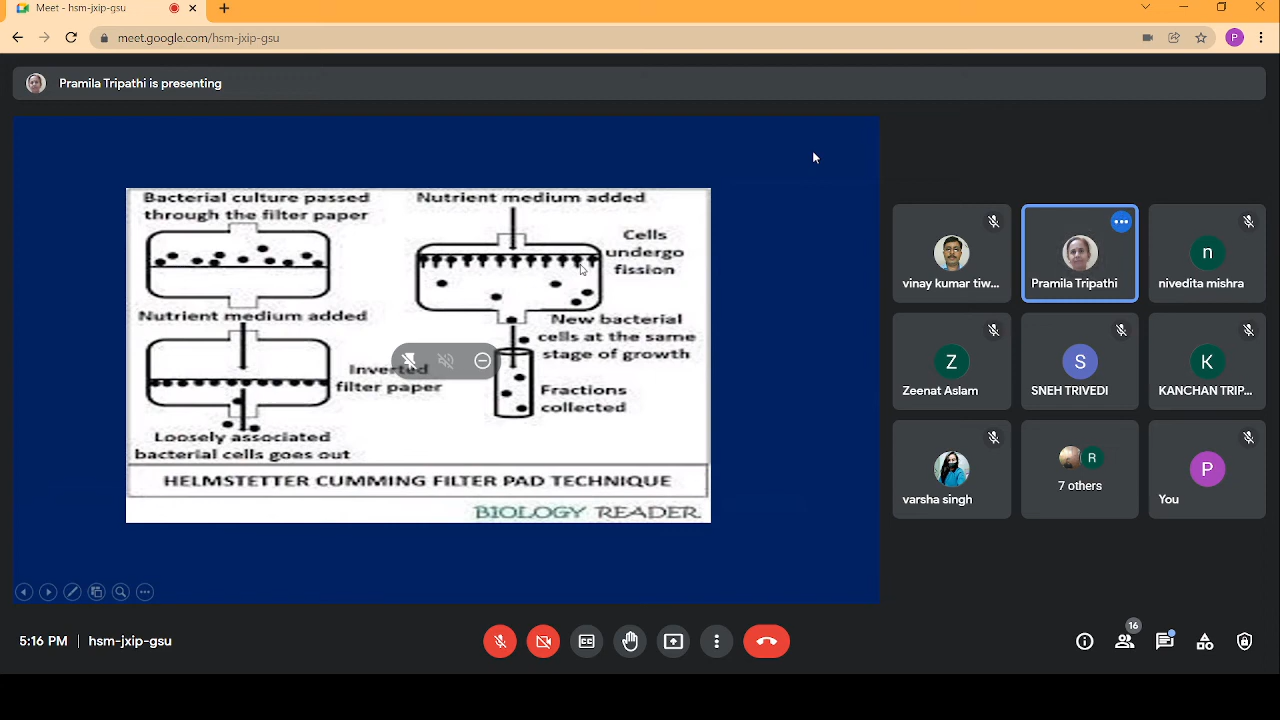 Meet - hsm-jxip-gsu
meet.google.com/hsm-jxip-gsu
P
Pramila Tripathi is presenting
Bacterial culture passed
through the filter paper
Nutrient medium added
Inverted
filter paper
Loosely associated
bacterial cells goes out
Nutrient medium added
Cells
undergo
fission
New bacterial
cells at the same
stage of growth
Fractions
collected
HELMSTETTER CUMMING FILTER PAD TECHNIQUE
BIOLOGY READER
vinay kumar tiw...
Pramila Tripathi
n
nivedita mishra
Z
Zeenat Aslam
S
SNEH TRIVEDI
K
KANCHAN TRIP...
varsha singh
R
7 others
P
You
5:16 PM | hsm-jxip-gsu
CC
16